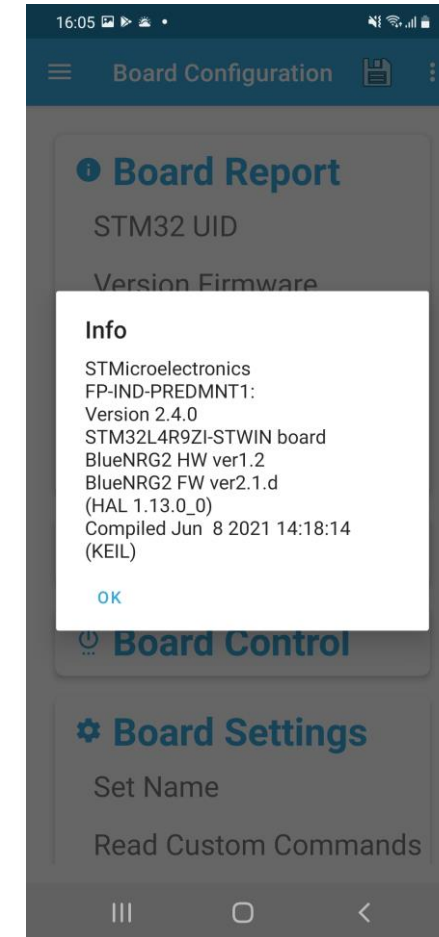 16:05
Board Configuration
Board Report
STM32 UID
Version Firmware
Info
STMicroelectronics
FP-IND-PREDMNT1:
Version 2.4.0
STM32L4R9ZI-STWIN board
BlueNRG2 HW ver1.2
BlueNRG2 FW ver2.1.d
(HAL 1.13.0_0)
Compiled Jun  8 2021 14:18:14
(KEIL)
OK
Board Control
Board Settings
Set Name
Read Custom Commands